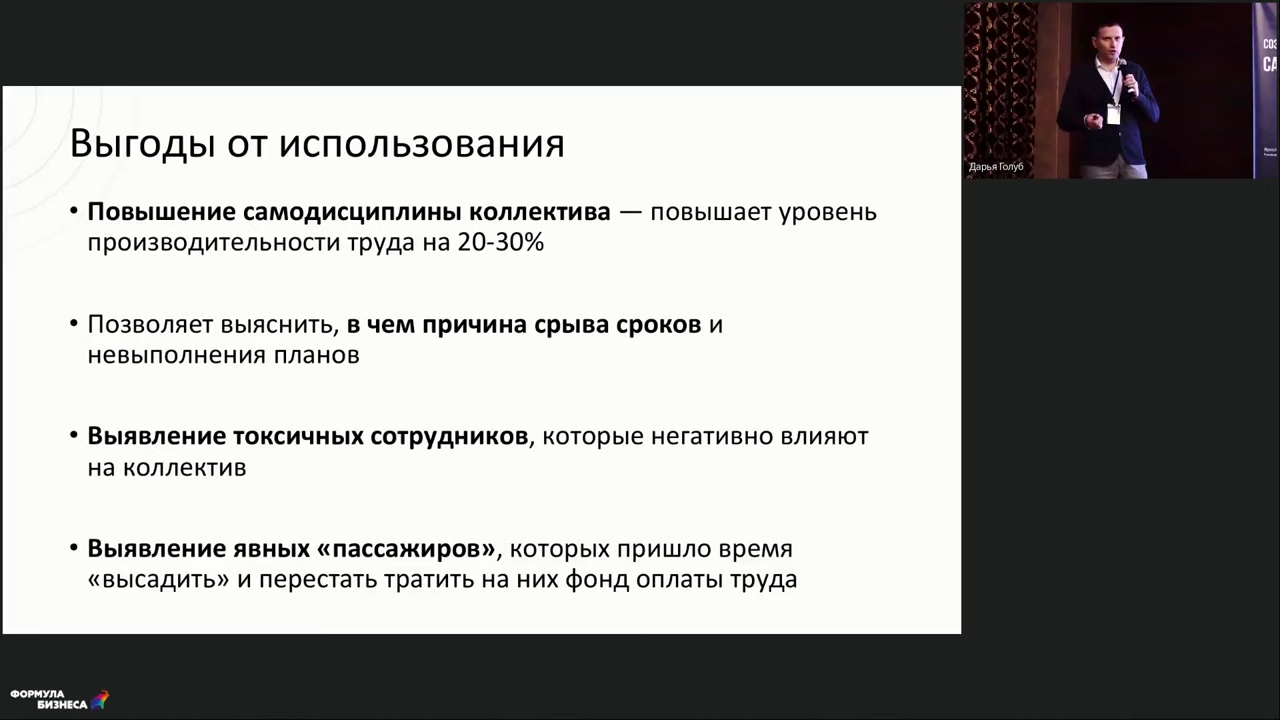 Выгоды от использования
• Повышение самодисциплины коллектива — повышает уровень
производительности труда на 20-30%
• Позволяет выяснить, в чем причина срыва сроков и
невыполнения планов
• Выявление токсичных сотрудников, которые негативно влияют
на коллектив
• Выявление явных «пассажиров», которых пришло время
«высадить» и перестать тратить на них фонд оплаты труда
Дарья Голуб
ФОРМУЛА
БИЗНЕСА